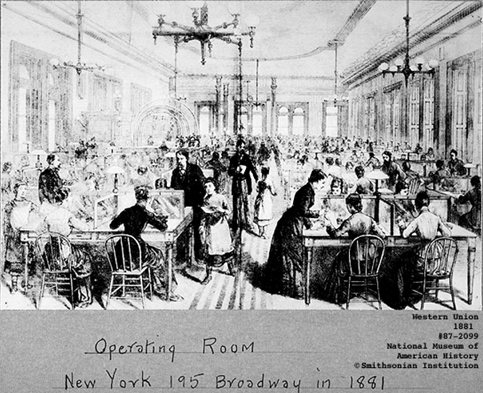 Western Union
1881
#87-2099
National Museum of
American History
©Smithsonian Institution
Operating Room
New York 195 Broadway in 1881